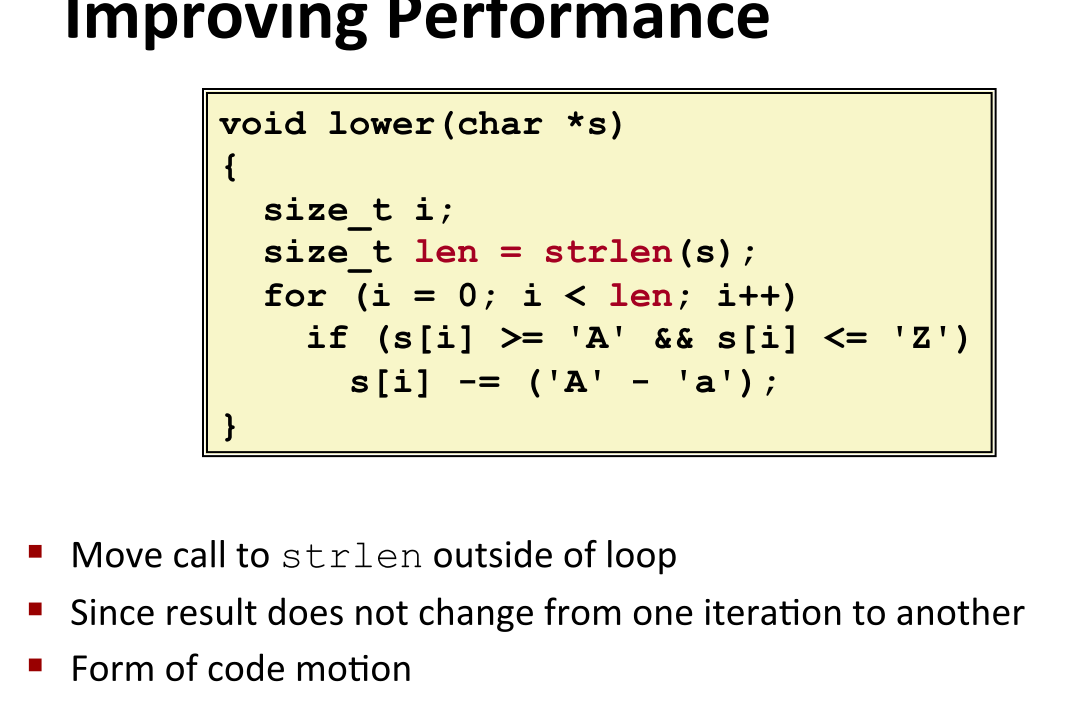 Improving Performance
void lower(char *s)
{
  size_t i;
  size_t len = strlen(s);
  for (i = 0; i < len; i++)
    if (s[i] >= 'A' && s[i] <= 'Z')
      s[i] -= ('A' - 'a');
}
▪ Move call to strlen outside of loop
▪ Since result does not change from one iteration to another
▪ Form of code motion